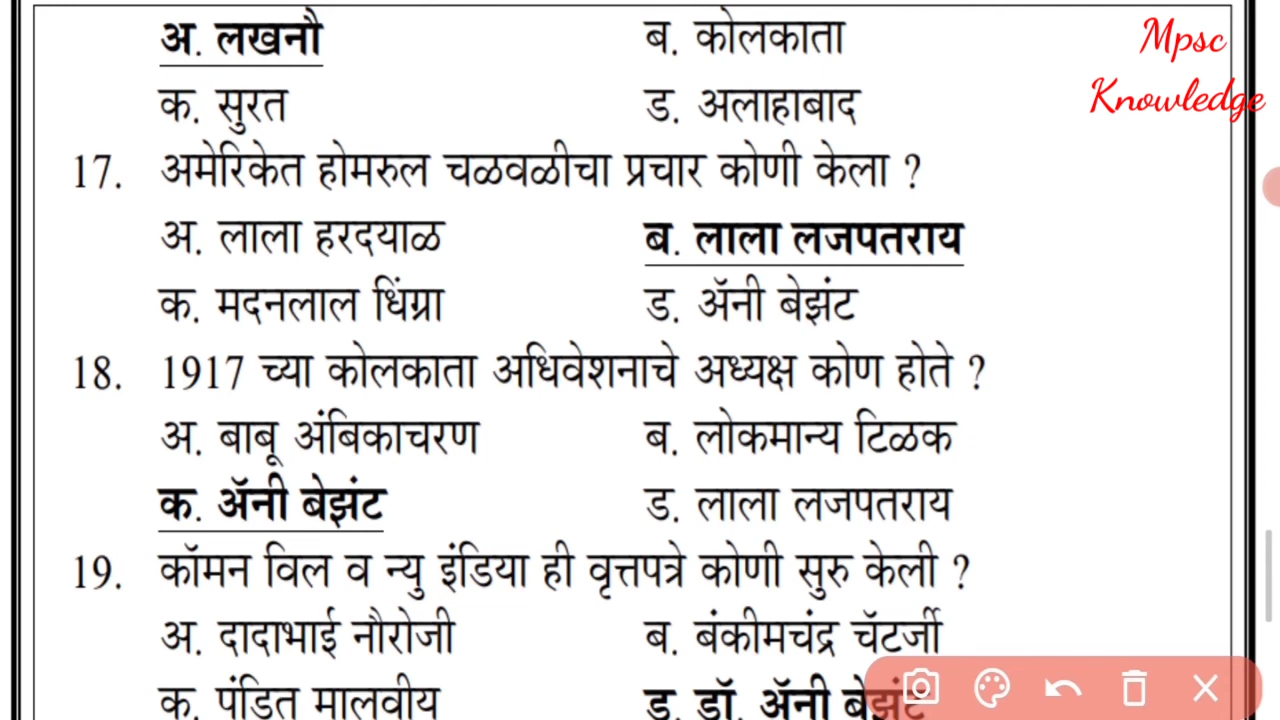 अ. लखनौ ब. कोलकाता
Mpsc
Knowledge
क. सुरत ड. अलाहाबाद
17. अमेरिकेत होमरुल चळवळीचा प्रचार कोणी केला ?
अ. लाला हरदयाळ ब. लाला लजपतराय
क. मदनलाल धिंग्रा ड. ॲनी बेझंट
18. 1917 च्या कोलकाता अधिवेशनाचे अध्यक्ष कोण होते ?
अ. बाबू अंबिकाचरण ब. लोकमान्य टिळक
क. ॲनी बेझंट ड. लाला लजपतराय
19. कॉमन विल व न्यु इंडिया ही वृत्तपत्रे कोणी सुरु केली ?
अ. दादाभाई नौरोजी ब. बंकीमचंद्र चॅटर्जी
क. पंडित मालवीय ड. डॉ. ॲनी बेझंट